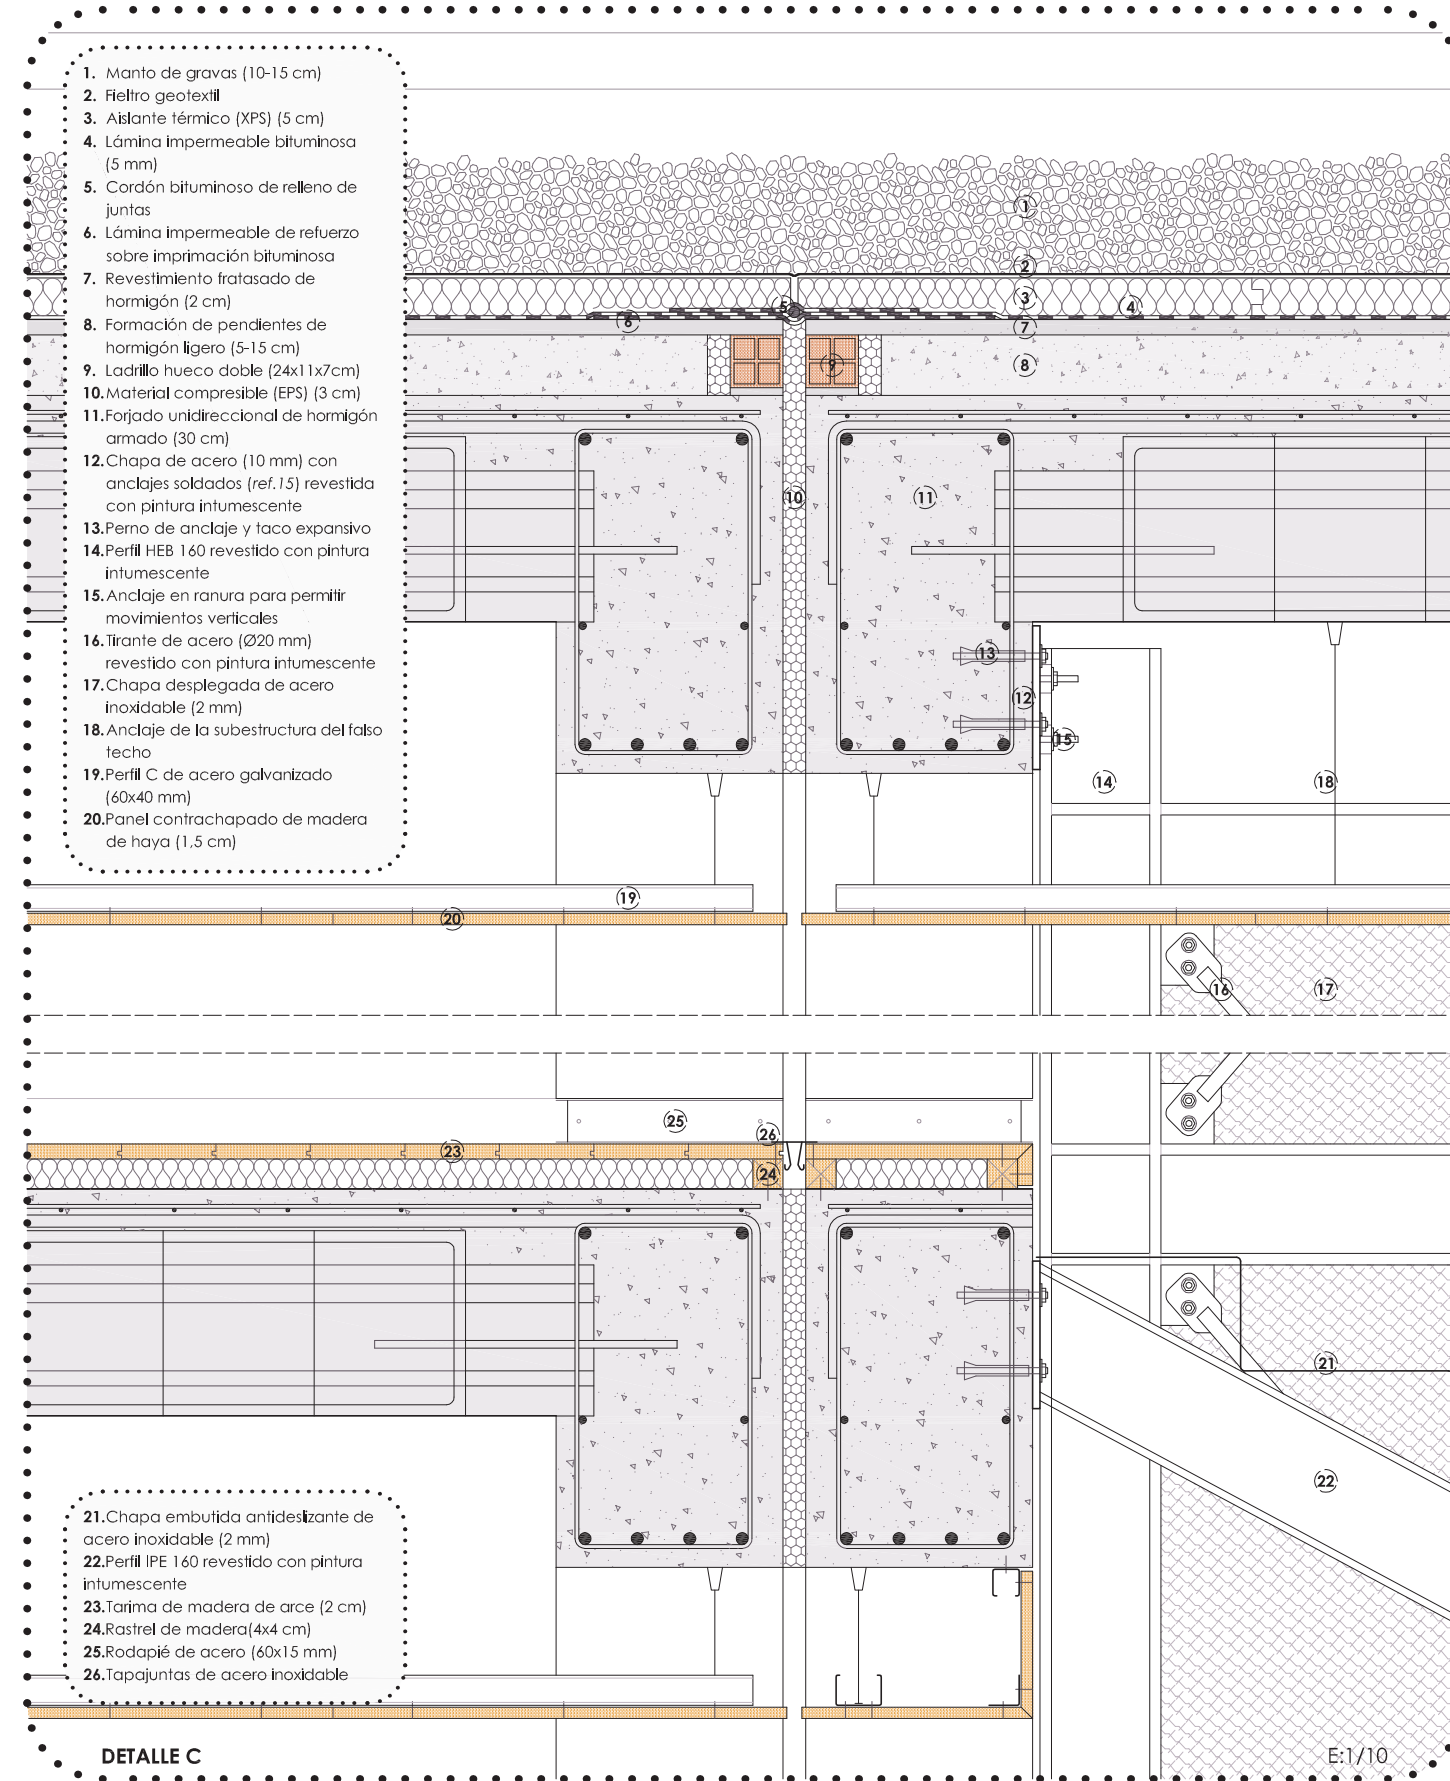 1. Manto de gravas (10-15 cm)
2. Fieltro geotextil
3. Aislante térmico (XPS) (5 cm)
4. Lámina impermeable bituminosa
(5 mm)
5. Cordón bituminoso de relleno de
juntas
6. Lámina impermeable de refuerzo
sobre imprimación bituminosa
7. Revestimiento fratasado de
hormigón (2 cm)
8. Formación de pendientes de
hormigón ligero (5-15 cm)
9. Ladrillo hueco doble (24x11x7cm)
10. Material compresible (EPS) (3 cm)
11. Forjado unidireccional de hormigón
armado (30 cm)
12. Chapa de acero (10 mm) con
anclajes soldados (ref.15) revestida
con pintura intumescente
13. Perno de anclaje y taco expansivo
14. Perfil HEB 160 revestido con pintura
intumescente
15. Anclaje en ranura para permitir
movimientos verticales
16. Tirante de acero (Ø20 mm)
revestido con pintura intumescente
17. Chapa desplegada de acero
inoxidable (2 mm)
18. Anclaje de la subestructura del falso
techo
19. Perfil C de acero galvanizado
(60x40 mm)
20. Panel contrachapado de madera
de haya (1,5 cm)
1
2
3
5
4
6
7
9
8
10
11
13
12
15
14
18
19
20
16
17
25
26
23
24
21
22
21. Chapa embutida antideslizante de
acero inoxidable (2 mm)
22. Perfil IPE 160 revestido con pintura
intumescente
23. Tarima de madera de arce (2 cm)
24. Rastrel de madera(4x4 cm)
25. Rodapié de acero (60x15 mm)
26. Tapajuntas de acero inoxidable
DETALLE C
E:1/10